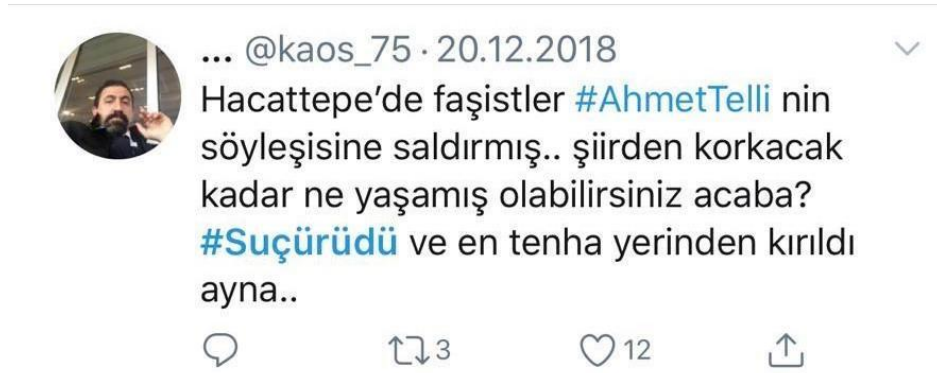 ... @kaos_75 · 20.12.2018
Hacattepe’de faşistler #AhmetTelli nin
söyleşisine saldırmış.. şiirden korkacak
kadar ne yaşamış olabilirsiniz acaba?
#Suçürüdü ve en tenha yerinden kırıldı
ayna..
3 12